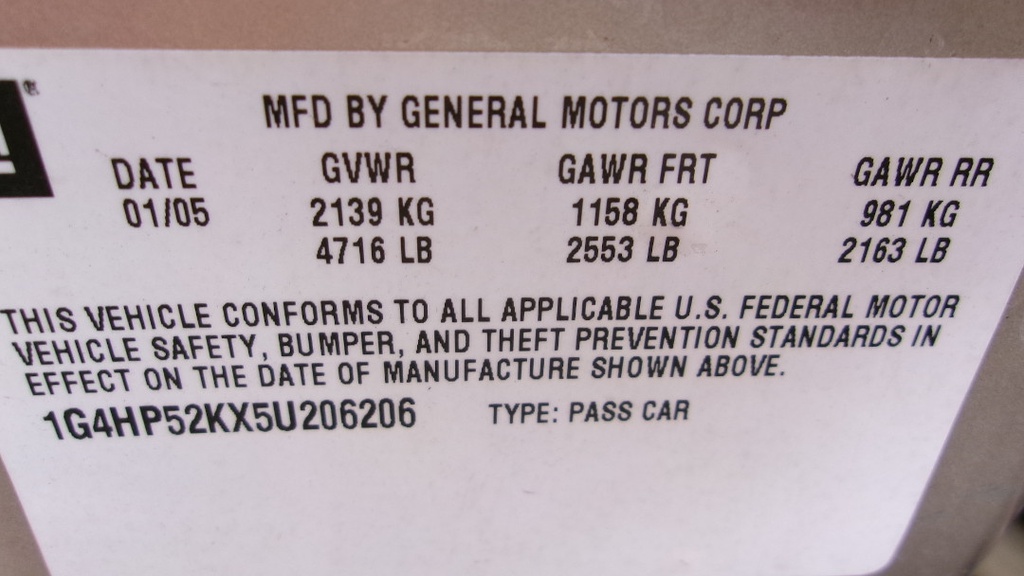 ®
MFD BY GENERAL MOTORS CORP
DATE GVWR GAWR FRT GAWR RR
01/05 2139 KG 1158 KG 981 KG
4716 LB 2553 LB 2163 LB
THIS VEHICLE CONFORMS TO ALL APPLICABLE U.S. FEDERAL MOTOR
VEHICLE SAFETY, BUMPER, AND THEFT PREVENTION STANDARDS IN
EFFECT ON THE DATE OF MANUFACTURE SHOWN ABOVE.
1G4HP52KX5U206206 TYPE: PASS CAR